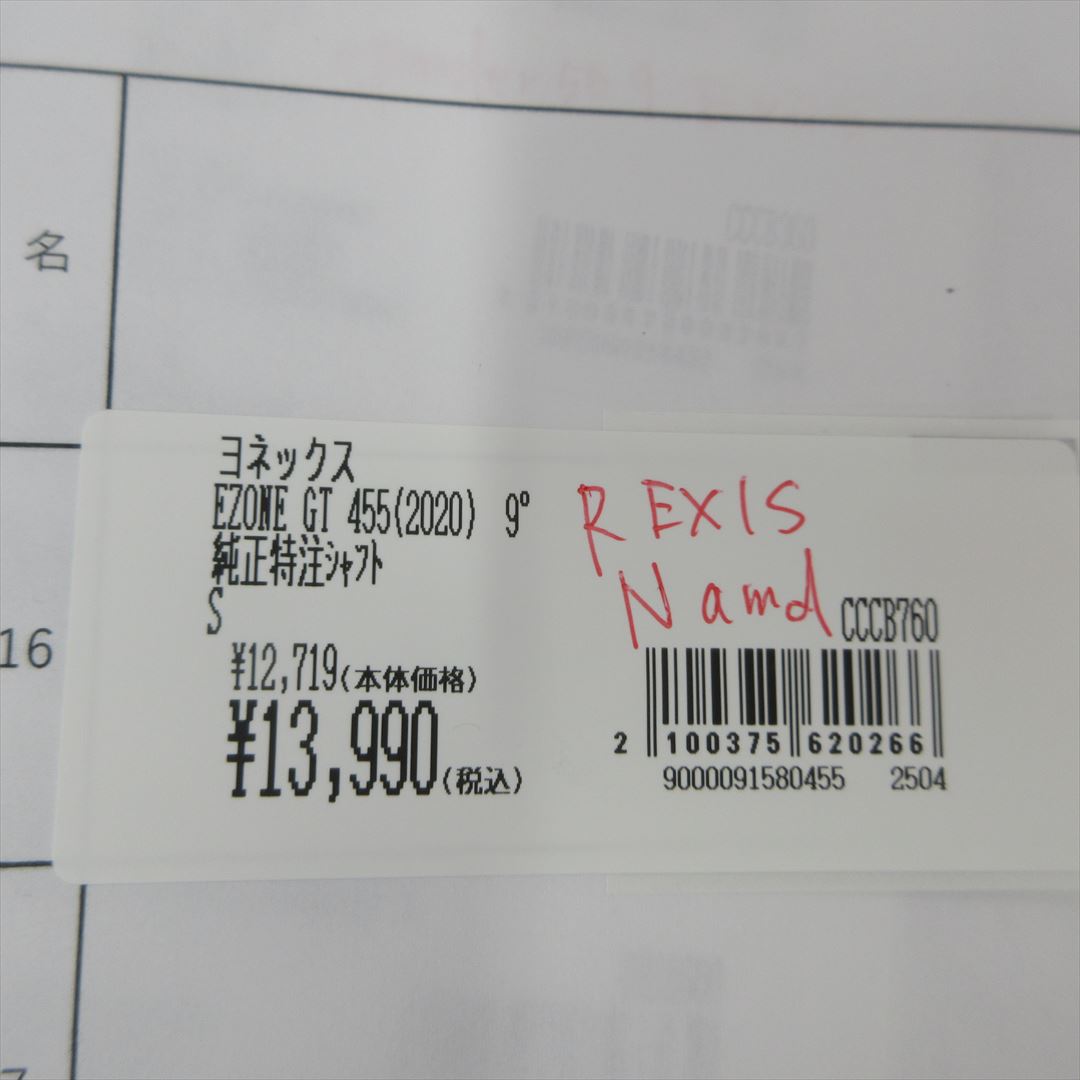 名
ヨネックス
EZONE GT 455(2020) 9°
純正特注シャフト
S
¥12,719(本体価格)
¥13,990(税込)
REXIS
Namd
CCCB760
2 100375 620266
9000091580455 2504
16
7